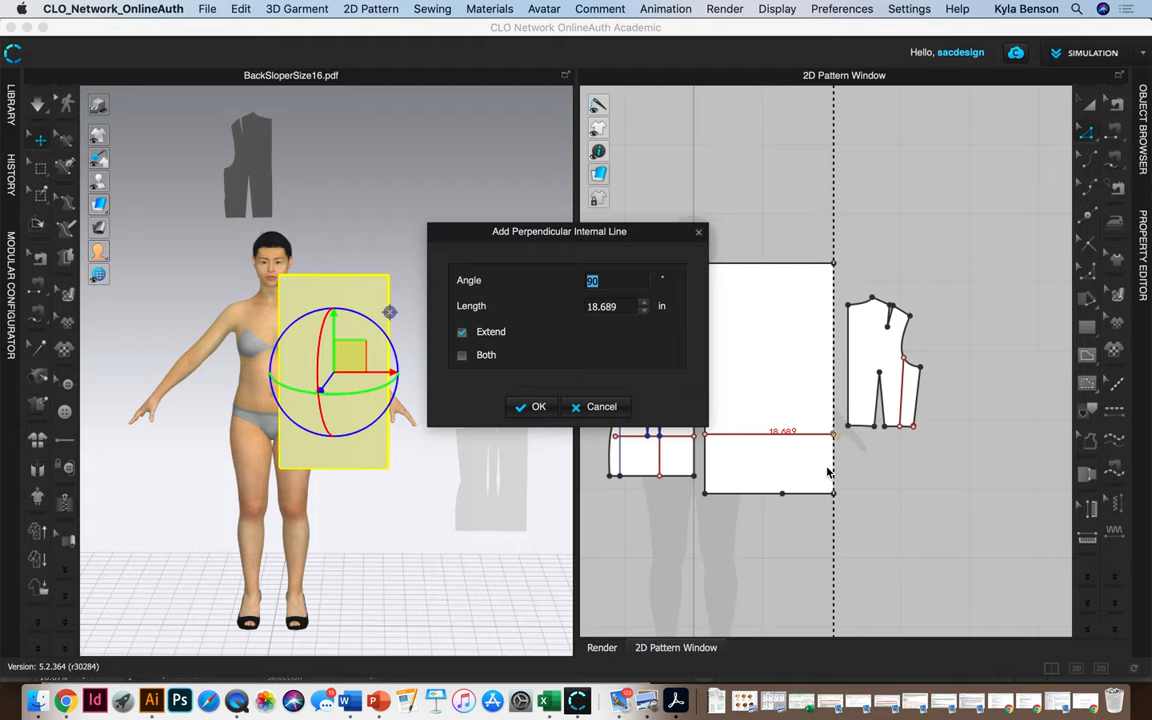 CLO_Network_OnlineAuth File Edit 3D Garment 2D Pattern Sewing Materials Avatar Comment Animation Render Display Preferences Settings Help Kyla Benson
CLO Network OnlineAuth Academic
Hello, sacdesign SIMULATION
BackSloperSize16.pdf 2D Pattern Window
LIBRARY
HISTORY
MODULAR CONFIGURATOR
OBJECT BROWSER
PROPERTY EDITOR
Add Perpendicular Internal Line
Angle 90 °
Length 18.689 in
Extend
Both
OK Cancel
18.689
Render 2D Pattern Window
Version: 5.2.364 (r30284)